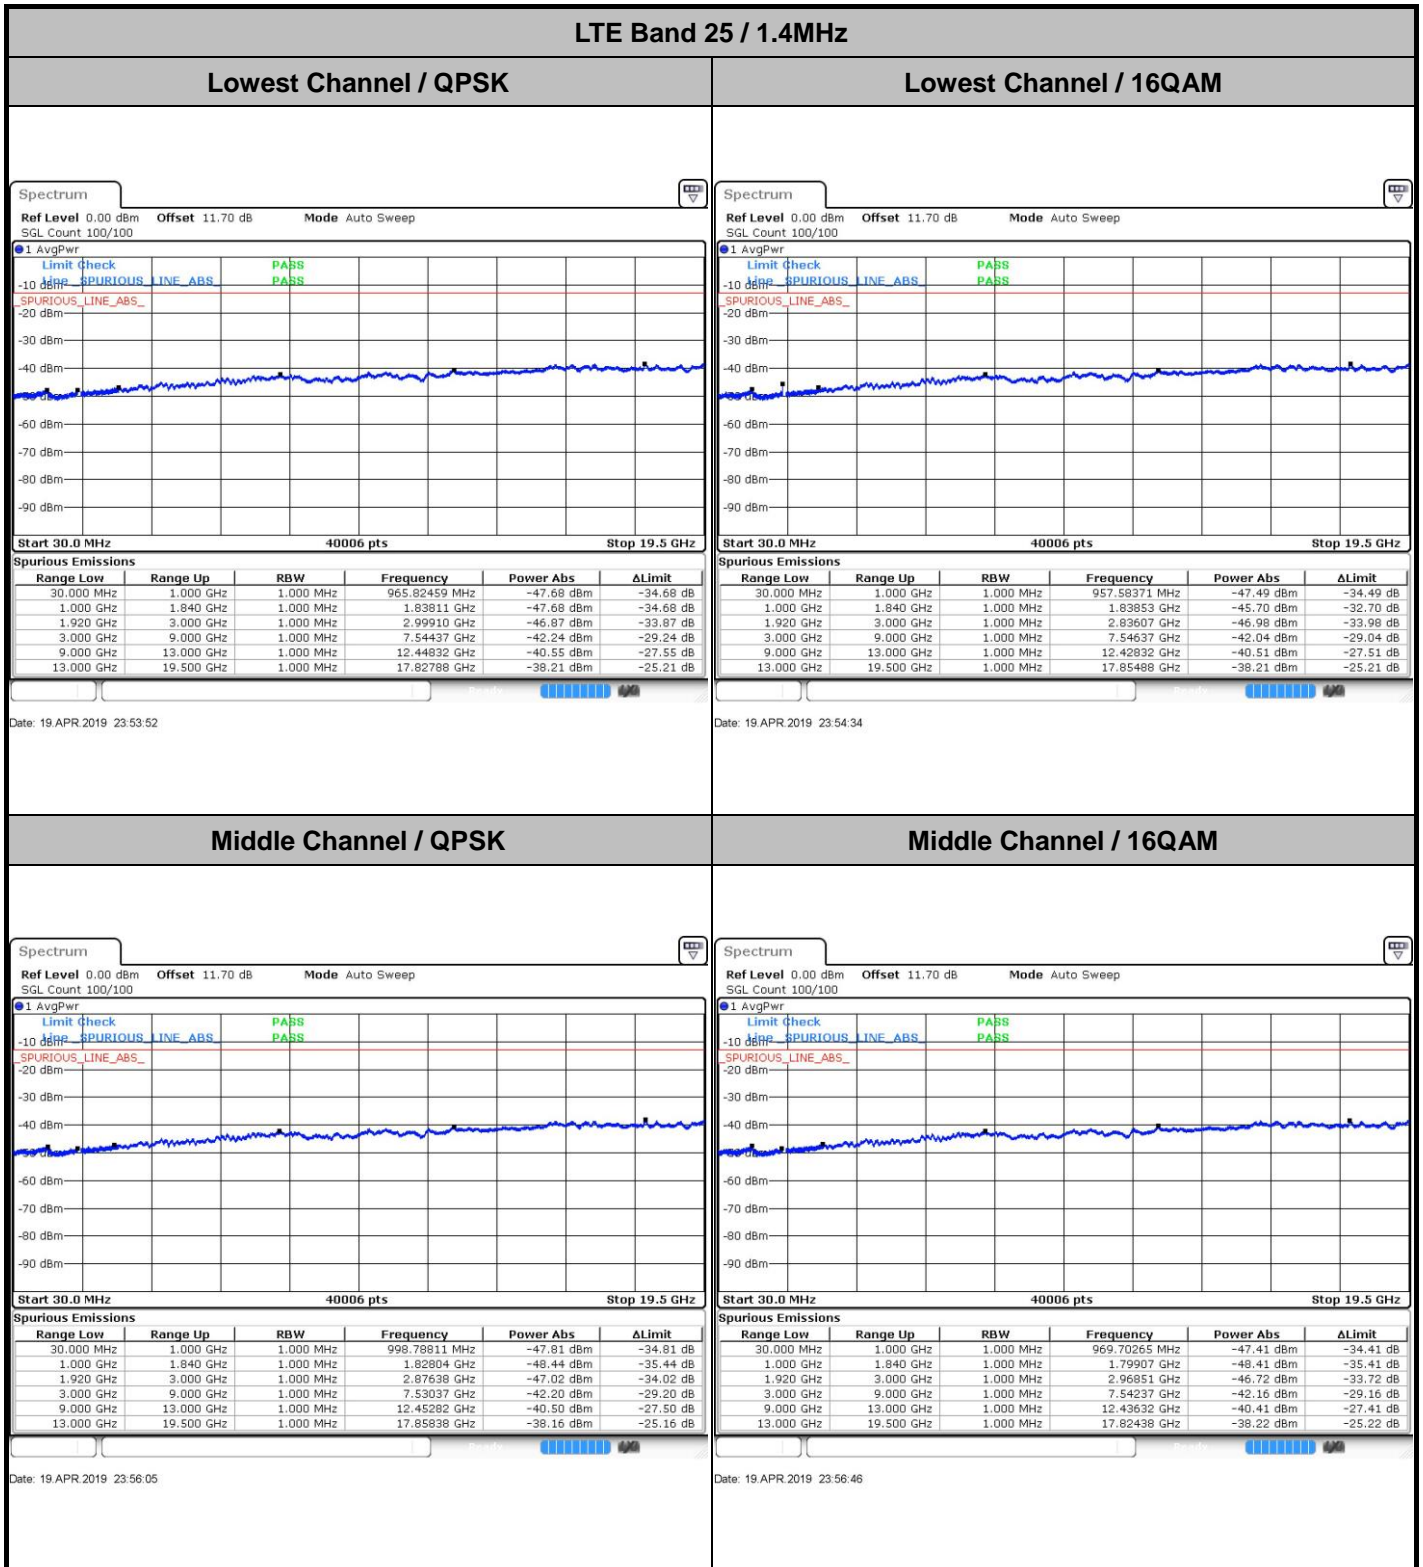 LTE Band 25 / 1.4MHz
Lowest Channel / QPSK
Lowest Channel / 16QAM
Spectrum
Ref Level 0.00 dBm Offset 11.70 dB Mode Auto Sweep
SGL Count 100/100
1 AvgPwr
Limit Check PASS
Line _SPURIOUS_LINE_ABS_ PASS
-10 dBm
_SPURIOUS_LINE_ABS_
-20 dBm
-30 dBm
-40 dBm
-50 dBm
-60 dBm
-70 dBm
-80 dBm
-90 dBm
Start 30.0 MHz 40006 pts Stop 19.5 GHz
Spurious Emissions
Range Low Range Up RBW Frequency Power Abs ΔLimit
30.000 MHz 1.000 GHz 1.000 MHz 965.82459 MHz -47.68 dBm -34.68 dB
1.000 GHz 1.840 GHz 1.000 MHz 1.83811 GHz -47.68 dBm -34.68 dB
1.920 GHz 3.000 GHz 1.000 MHz 2.99910 GHz -46.87 dBm -33.87 dB
3.000 GHz 9.000 GHz 1.000 MHz 7.54437 GHz -42.24 dBm -29.24 dB
9.000 GHz 13.000 GHz 1.000 MHz 12.44832 GHz -40.55 dBm -27.55 dB
13.000 GHz 19.500 GHz 1.000 MHz 17.82788 GHz -38.21 dBm -25.21 dB
Ready
Date: 19.APR.2019 23:53:52
Spectrum
Ref Level 0.00 dBm Offset 11.70 dB Mode Auto Sweep
SGL Count 100/100
1 AvgPwr
Limit Check PASS
Line _SPURIOUS_LINE_ABS_ PASS
-10 dBm
_SPURIOUS_LINE_ABS_
-20 dBm
-30 dBm
-40 dBm
-50 dBm
-60 dBm
-70 dBm
-80 dBm
-90 dBm
Start 30.0 MHz 40006 pts Stop 19.5 GHz
Spurious Emissions
Range Low Range Up RBW Frequency Power Abs ΔLimit
30.000 MHz 1.000 GHz 1.000 MHz 957.58371 MHz -47.49 dBm -34.49 dB
1.000 GHz 1.840 GHz 1.000 MHz 1.83853 GHz -45.70 dBm -32.70 dB
1.920 GHz 3.000 GHz 1.000 MHz 2.83607 GHz -46.98 dBm -33.98 dB
3.000 GHz 9.000 GHz 1.000 MHz 7.54637 GHz -42.04 dBm -29.04 dB
9.000 GHz 13.000 GHz 1.000 MHz 12.42832 GHz -40.51 dBm -27.51 dB
13.000 GHz 19.500 GHz 1.000 MHz 17.85488 GHz -38.21 dBm -25.21 dB
Ready
Date: 19.APR.2019 23:54:34
Middle Channel / QPSK
Middle Channel / 16QAM
Spectrum
Ref Level 0.00 dBm Offset 11.70 dB Mode Auto Sweep
SGL Count 100/100
1 AvgPwr
Limit Check PASS
Line _SPURIOUS_LINE_ABS_ PASS
-10 dBm
_SPURIOUS_LINE_ABS_
-20 dBm
-30 dBm
-40 dBm
-50 dBm
-60 dBm
-70 dBm
-80 dBm
-90 dBm
Start 30.0 MHz 40006 pts Stop 19.5 GHz
Spurious Emissions
Range Low Range Up RBW Frequency Power Abs ΔLimit
30.000 MHz 1.000 GHz 1.000 MHz 998.78811 MHz -47.81 dBm -34.81 dB
1.000 GHz 1.840 GHz 1.000 MHz 1.82804 GHz -48.44 dBm -35.44 dB
1.920 GHz 3.000 GHz 1.000 MHz 2.87638 GHz -47.02 dBm -34.02 dB
3.000 GHz 9.000 GHz 1.000 MHz 7.53037 GHz -42.20 dBm -29.20 dB
9.000 GHz 13.000 GHz 1.000 MHz 12.45282 GHz -40.50 dBm -27.50 dB
13.000 GHz 19.500 GHz 1.000 MHz 17.85838 GHz -38.16 dBm -25.16 dB
Ready
Date: 19.APR.2019 23:56:05
Spectrum
Ref Level 0.00 dBm Offset 11.70 dB Mode Auto Sweep
SGL Count 100/100
1 AvgPwr
Limit Check PASS
Line _SPURIOUS_LINE_ABS_ PASS
-10 dBm
_SPURIOUS_LINE_ABS_
-20 dBm
-30 dBm
-40 dBm
-50 dBm
-60 dBm
-70 dBm
-80 dBm
-90 dBm
Start 30.0 MHz 40006 pts Stop 19.5 GHz
Spurious Emissions
Range Low Range Up RBW Frequency Power Abs ΔLimit
30.000 MHz 1.000 GHz 1.000 MHz 969.70265 MHz -47.41 dBm -34.41 dB
1.000 GHz 1.840 GHz 1.000 MHz 1.79907 GHz -48.41 dBm -35.41 dB
1.920 GHz 3.000 GHz 1.000 MHz 2.96851 GHz -46.72 dBm -33.72 dB
3.000 GHz 9.000 GHz 1.000 MHz 7.54237 GHz -42.16 dBm -29.16 dB
9.000 GHz 13.000 GHz 1.000 MHz 12.43632 GHz -40.41 dBm -27.41 dB
13.000 GHz 19.500 GHz 1.000 MHz 17.82438 GHz -38.22 dBm -25.22 dB
Ready
Date: 19.APR.2019 23:56:46